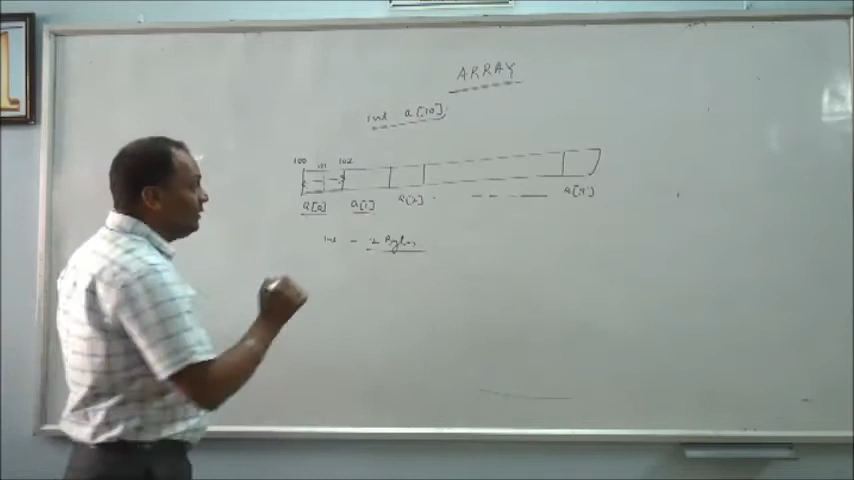 ARRAY
int a[10];
100 101 102
a[0] a[1] a[2] - - - a[9]
int - 2 Bytes